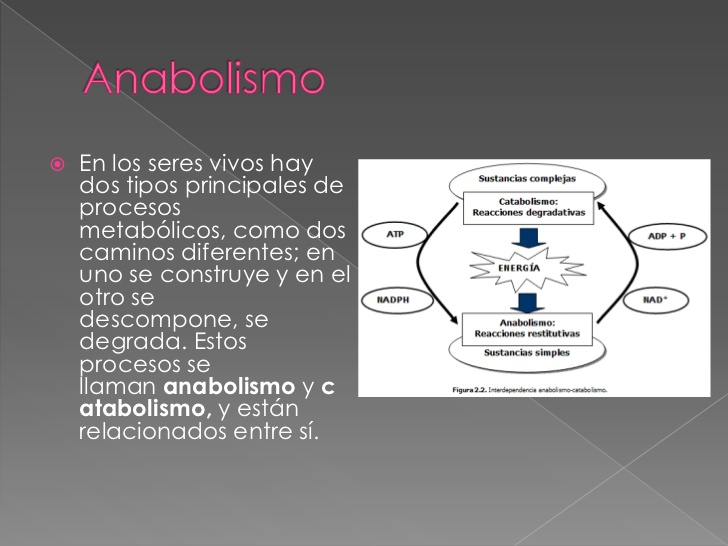 Anabolismo
En los seres vivos hay
dos tipos principales de
procesos
metabólicos, como dos
caminos diferentes; en
uno se construye y en el
otro se
descompone, se
degrada. Estos
procesos se
llaman anabolismo y c
atabolismo, y están
relacionados entre sí.
Sustancias complejas
Catabolismo:
Reacciones degradativas
ATP
ADP + P
ENERGÍA
NADPH
NAD⁺
Anabolismo:
Reacciones restitutivas
Sustancias simples
Figura 2.2. Interdependencia anabolismo-catabolismo.